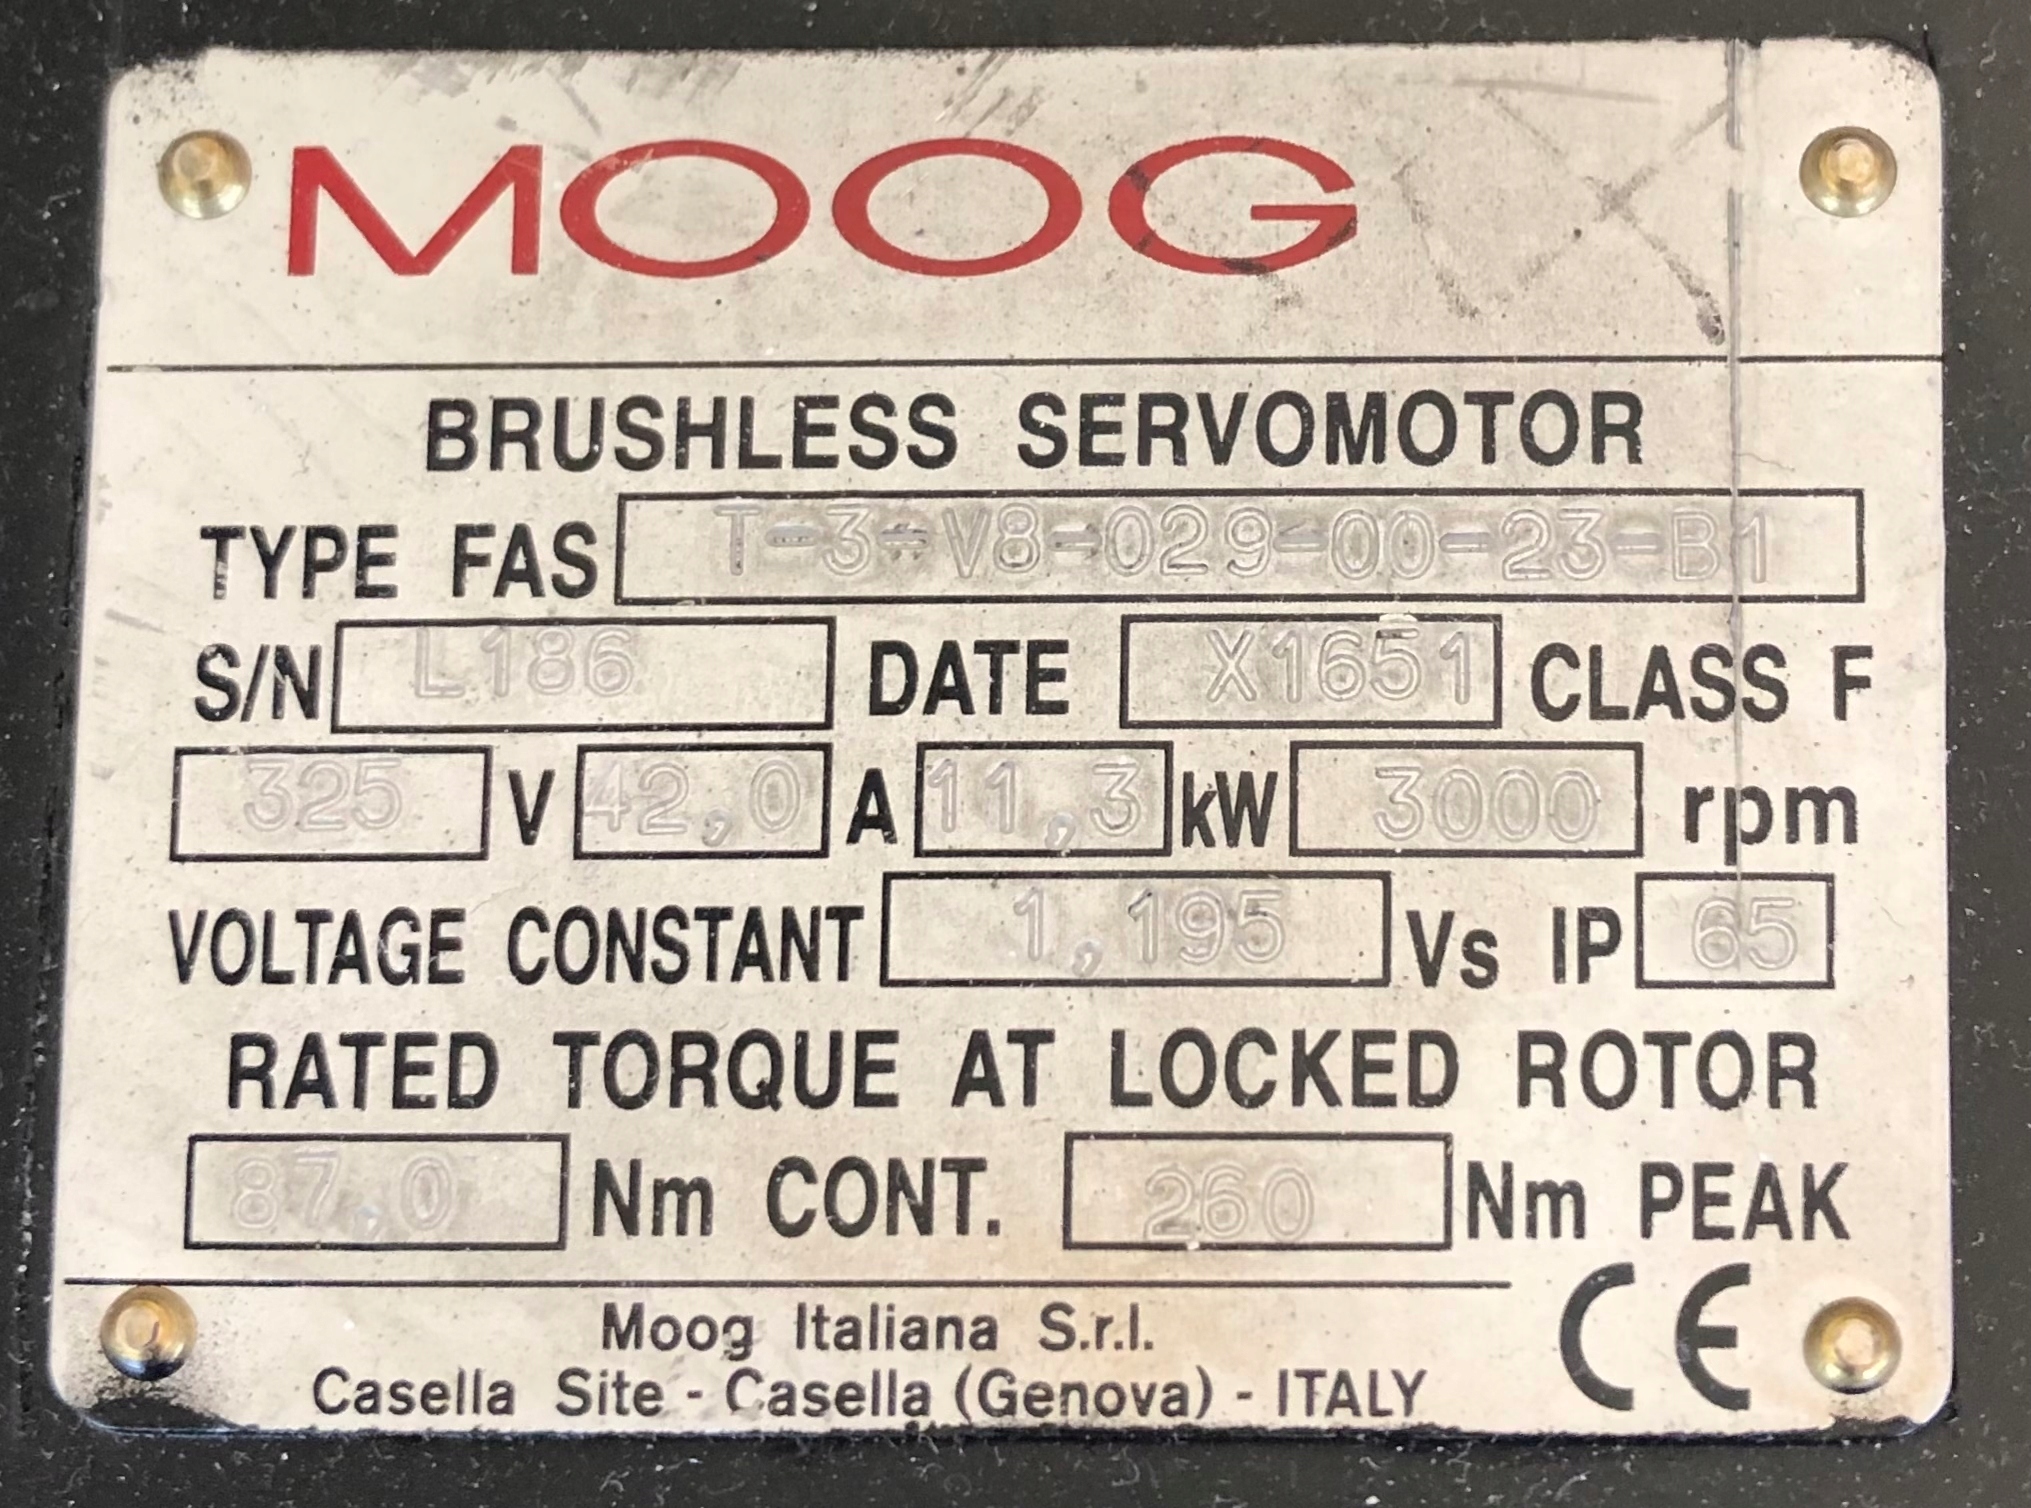 MOOG
BRUSHLESS SERVOMOTOR
TYPE FAS T-3-V8-029-00-23-B1
S/N L186 DATE X1651 CLASS F
325 V 42,0 A 11,3 kW 3000 rpm
VOLTAGE CONSTANT 1,195 Vs IP 65
RATED TORQUE AT LOCKED ROTOR
87,0 Nm CONT. 260 Nm PEAK
Moog Italiana S.r.l.
Casella Site - Casella (Genova) - ITALY
CE